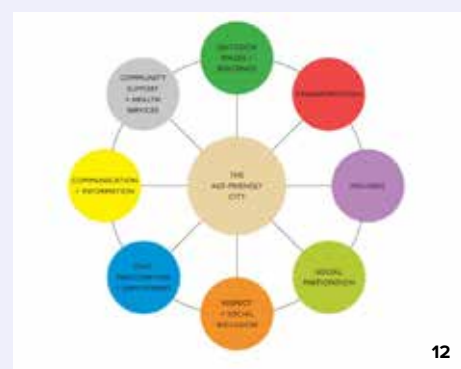 OUTDOOR
SPACES /
BUILDINGS
TRANSPORTATION
HOUSING
SOCIAL
PARTICIPATION
RESPECT
+ SOCIAL
INCLUSION
CIVIC
PARTICIPATION
+ EMPLOYMENT
COMMUNICATION
+ INFORMATION
COMMUNITY
SUPPORT
+ HEALTH
SERVICES
THE
AGE-FRIENDLY
CITY
12